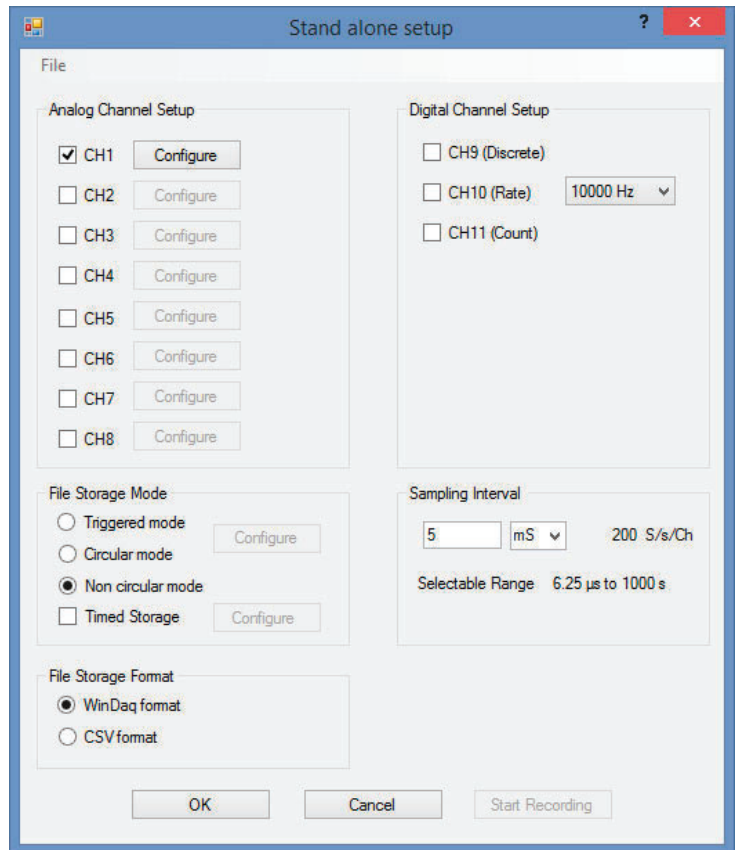 Stand alone setup
?
File
Analog Channel Setup
CH1 Configure
CH2 Configure
CH3 Configure
CH4 Configure
CH5 Configure
CH6 Configure
CH7 Configure
CH8 Configure
Digital Channel Setup
CH9 (Discrete)
CH10 (Rate) 10000 Hz
CH11 (Count)
File Storage Mode
Triggered mode
Configure
Circular mode
Non circular mode
Timed Storage Configure
Sampling Interval
5 mS 200 S/s/Ch
Selectable Range 6.25 µs to 1000 s
File Storage Format
WinDaq format
CSV format
OK Cancel Start Recording